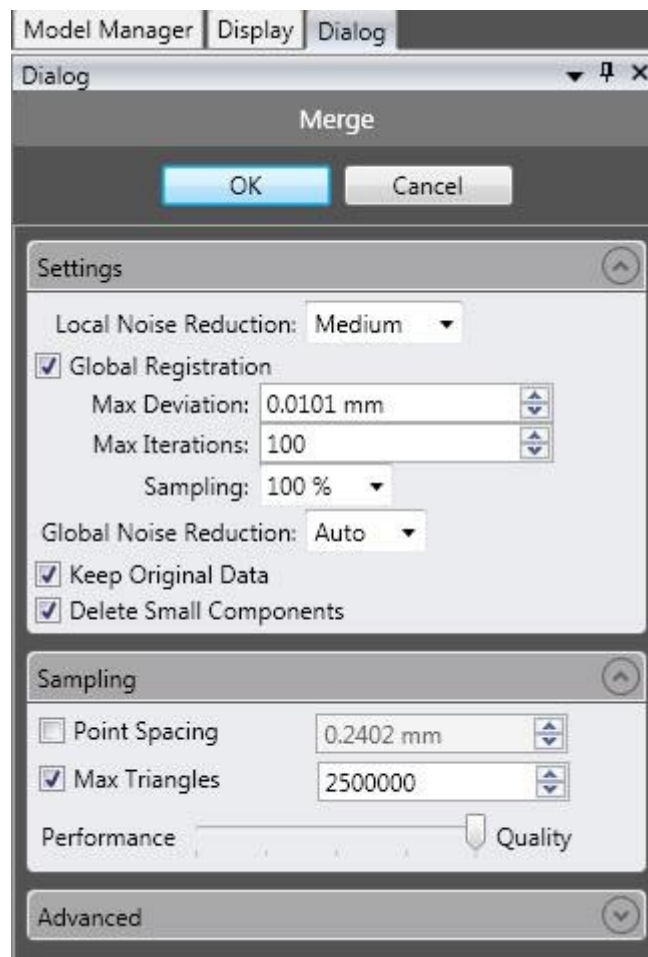 Model Manager Display Dialog
Dialog
Merge
OK Cancel
Settings
Local Noise Reduction: Medium
Global Registration
Max Deviation: 0.0101 mm
Max Iterations: 100
Sampling: 100 %
Global Noise Reduction: Auto
Keep Original Data
Delete Small Components
Sampling
Point Spacing 0.2402 mm
Max Triangles 2500000
Performance Quality
Advanced